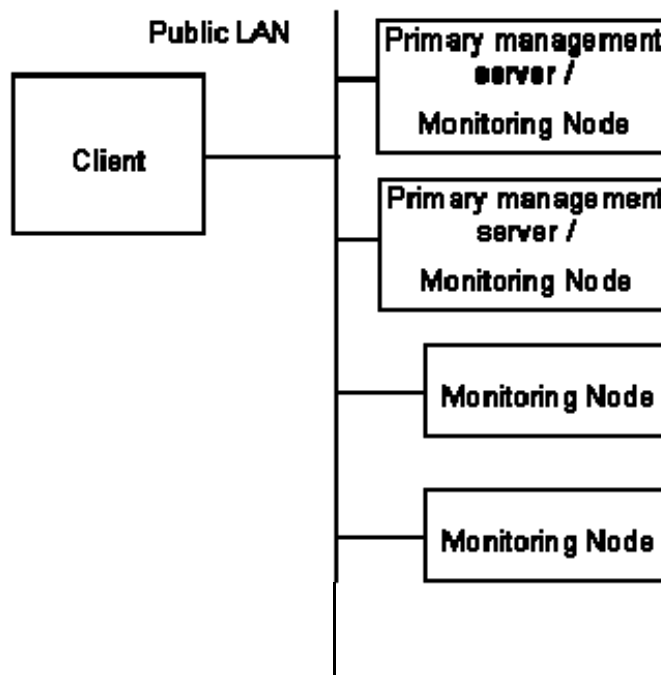 Public LAN
Client
Primary management
server /
Monitoring Node
Primary management
server /
Monitoring Node
Monitoring Node
Monitoring Node